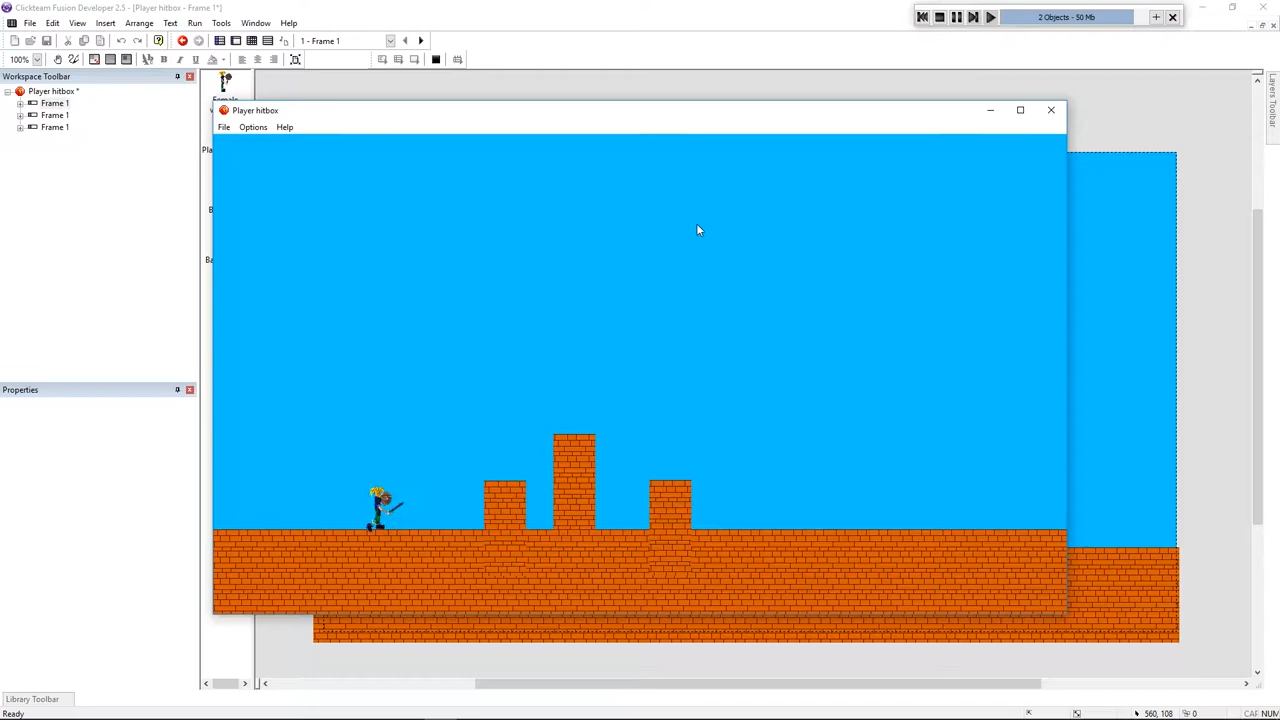 Clickteam Fusion Developer 2.5 - [Player hitbox - Frame 1*]
File Edit View Insert Arrange Text Run Tools Window Help
2 Objects - 50 Mb
1 - Frame 1
100%
Workspace Toolbar
Player hitbox *
Frame 1
Frame 1
Frame 1
Player hitbox
File Options Help
Layers Toolbar
Properties
Library Toolbar
Ready
560, 108
0
CAP NUM